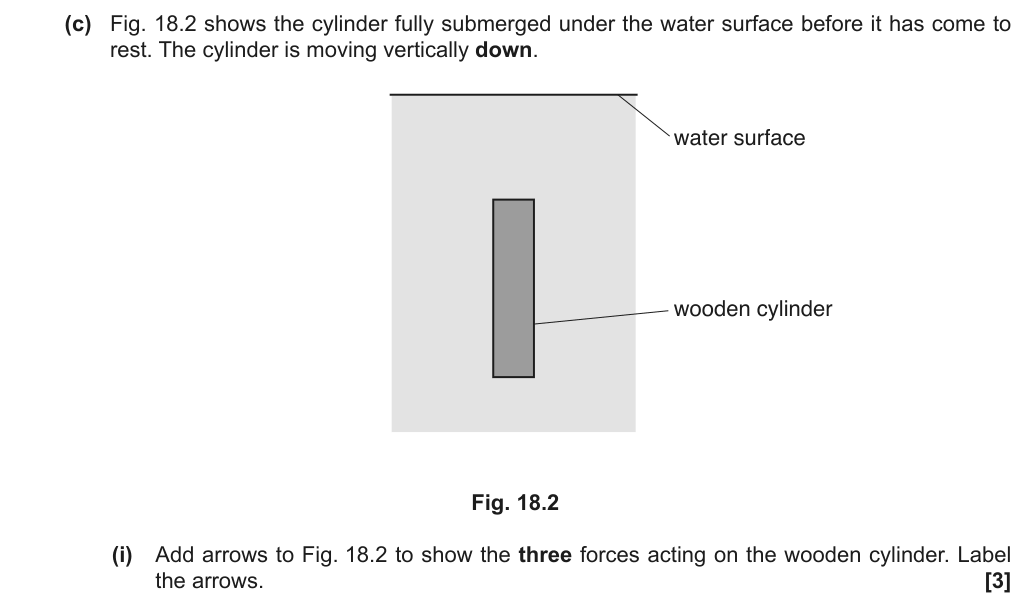 (c) Fig. 18.2 shows the cylinder fully submerged under the water surface before it has come to
rest. The cylinder is moving vertically down.
water surface
wooden cylinder
Fig. 18.2
(i) Add arrows to Fig. 18.2 to show the three forces acting on the wooden cylinder. Label
the arrows. [3]